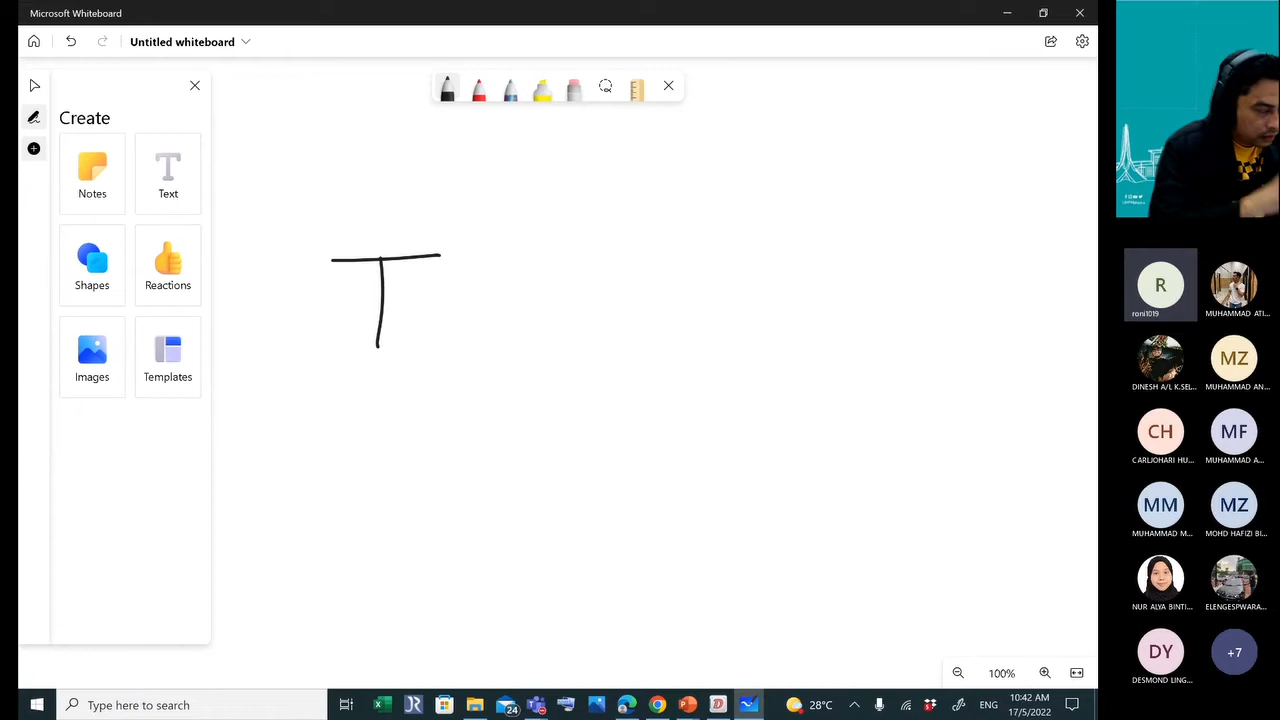 Microsoft Whiteboard
Untitled whiteboard
Create
Notes
Text
Shapes
Reactions
Images
Templates
T
R
roni1019
MUHAMMAD ATI...
DINESH A/L K.SEL...
MZ
MUHAMMAD AN...
CH
CARLJOHARI HU...
MF
MUHAMMAD A...
MM
MUHAMMAD M...
MZ
MOHD HAFIZI BI...
NUR ALYA BINTI...
ELENGESPWARA...
DY
DESMOND LING...
+7
100%
Type here to search
24
28°C
ENG
10:42 AM
17/5/2022